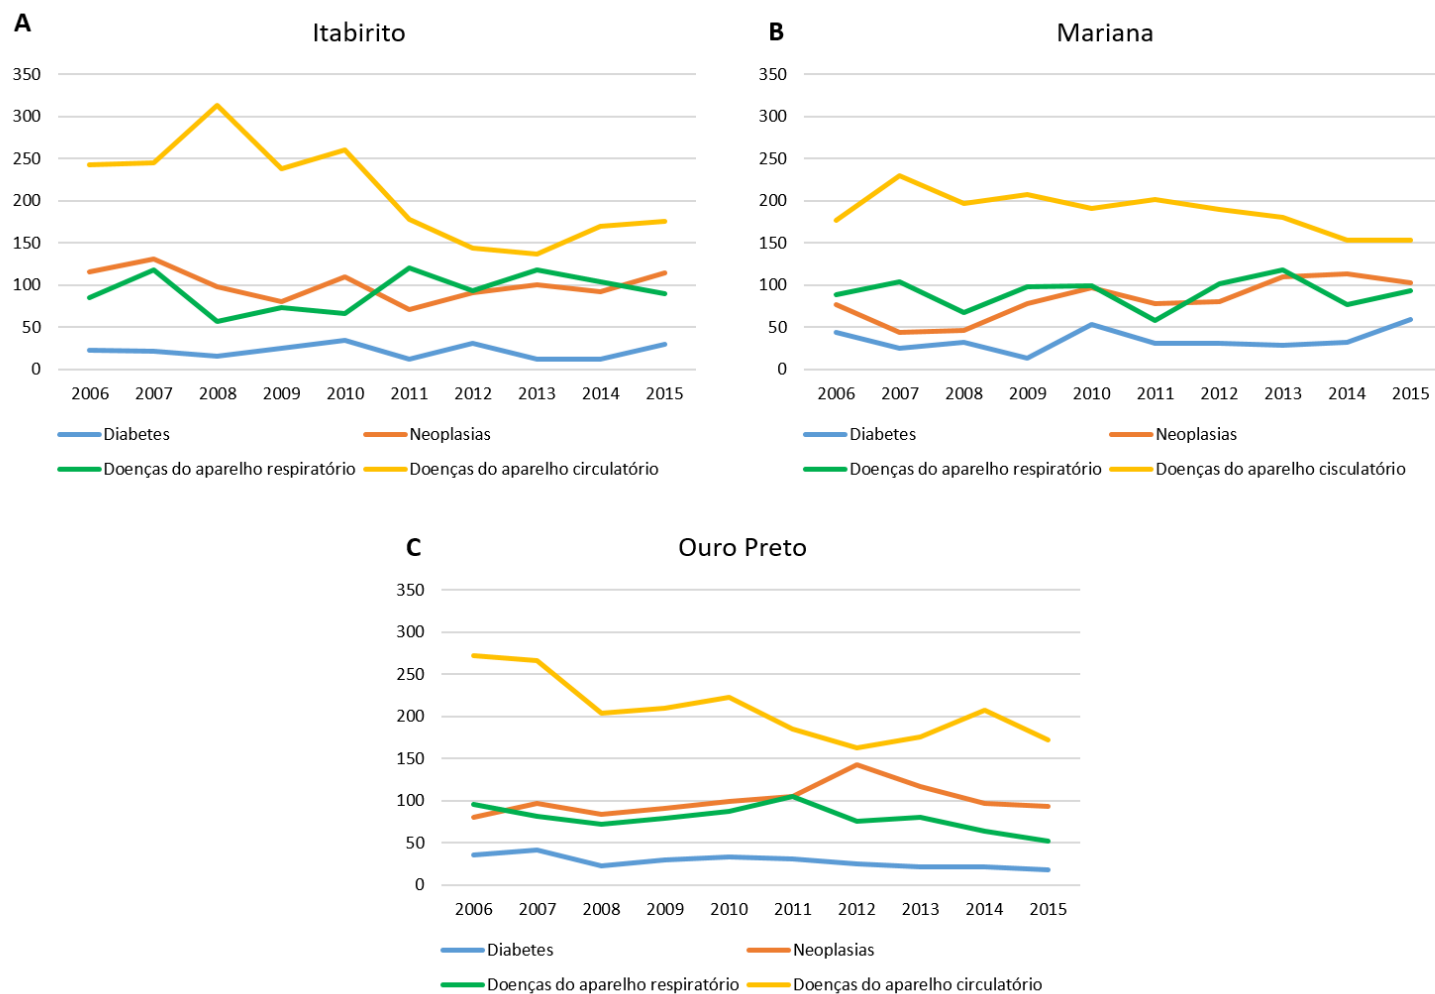 A
Itabirito
350
300
250
200
150
100
50
0
2006 2007 2008 2009 2010 2011 2012 2013 2014 2015
Diabetes Neoplasias
Doenças do aparelho respiratório Doenças do aparelho circulatório
B
Mariana
350
300
250
200
150
100
50
0
2006 2007 2008 2009 2010 2011 2012 2013 2014 2015
Diabetes Neoplasias
Doenças do aparelho respiratório Doenças do aparelho cisculatório
C
Ouro Preto
350
300
250
200
150
100
50
0
2006 2007 2008 2009 2010 2011 2012 2013 2014 2015
Diabetes Neoplasias
Doenças do aparelho respiratório Doenças do aparelho circulatório